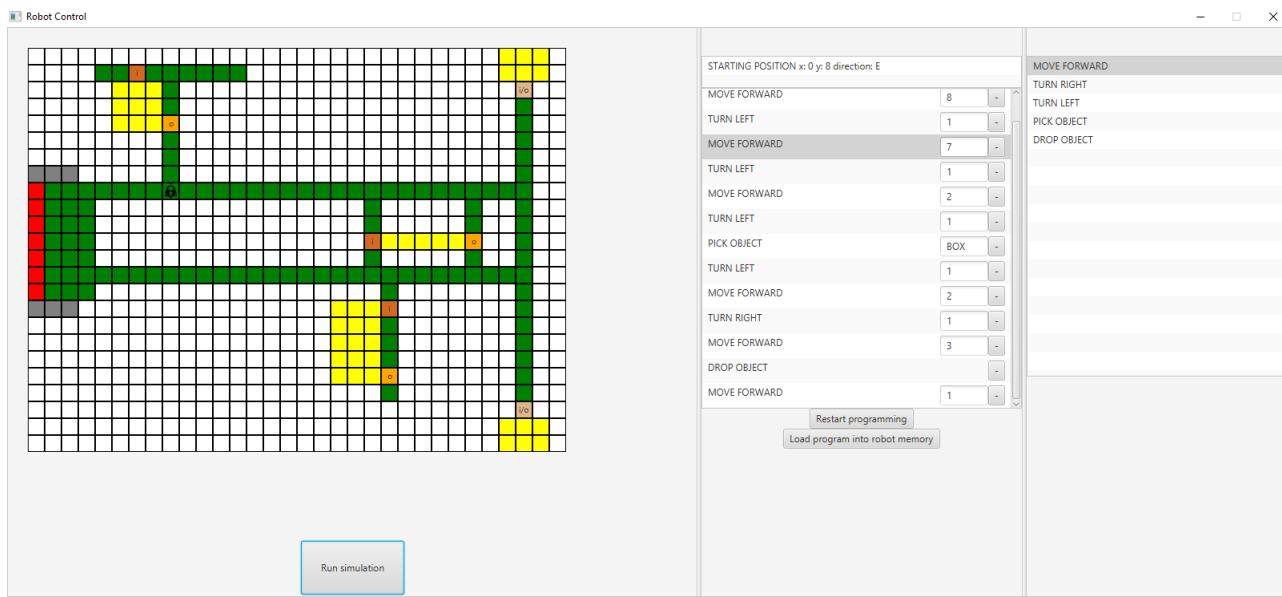 Robot Control
i
i/o
o
i
o
i
o
i/o
Run simulation
STARTING POSITION x: 0 y: 8 direction: E
MOVE FORWARD 8 -
TURN LEFT 1 -
MOVE FORWARD 7 -
TURN LEFT 1 -
MOVE FORWARD 2 -
TURN LEFT 1 -
PICK OBJECT BOX -
TURN LEFT 1 -
MOVE FORWARD 2 -
TURN RIGHT 1 -
MOVE FORWARD 3 -
DROP OBJECT -
MOVE FORWARD 1 -
Restart programming
Load program into robot memory
MOVE FORWARD
TURN RIGHT
TURN LEFT
PICK OBJECT
DROP OBJECT